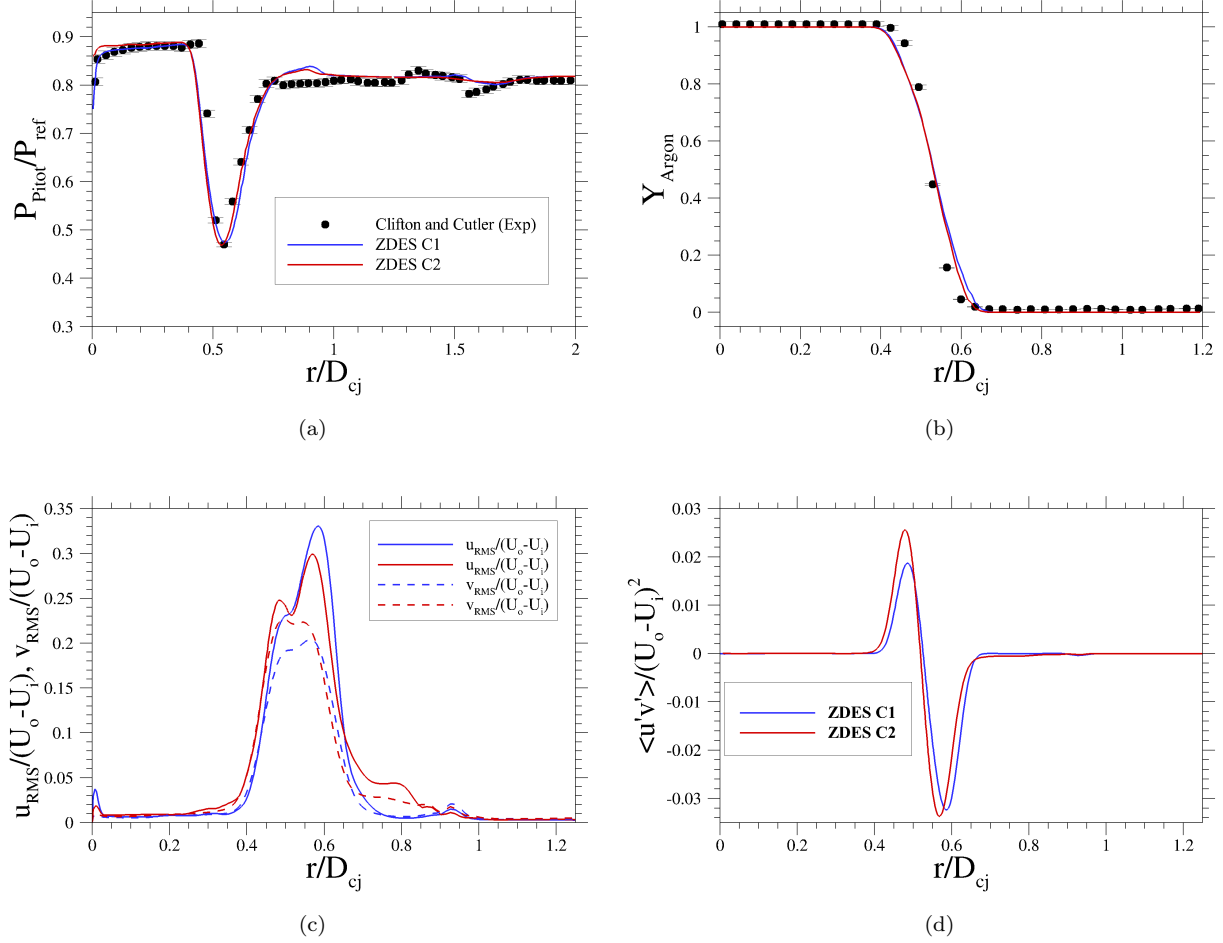 P_Pitot/P_ref
0.9
0.8
0.7
0.6
0.5
0.4
0.3
Clifton and Cutler (Exp)
ZDES C1
ZDES C2
0 0.5 1 1.5 2
r/D_cj
(a)
Y_Argon
1
0.8
0.6
0.4
0.2
0
0 0.2 0.4 0.6 0.8 1 1.2
r/D_cj
(b)
u_RMS/(U_o-U_i), v_RMS/(U_o-U_i)
0.35
0.3
0.25
0.2
0.15
0.1
0.05
0
u_RMS/(U_o-U_i)
u_RMS/(U_o-U_i)
v_RMS/(U_o-U_i)
v_RMS/(U_o-U_i)
0 0.2 0.4 0.6 0.8 1 1.2
r/D_cj
(c)
<u'v'>/(U_o-U_i)^2
0.03
0.02
0.01
0
-0.01
-0.02
-0.03
ZDES C1
ZDES C2
0 0.2 0.4 0.6 0.8 1 1.2
r/D_cj
(d)